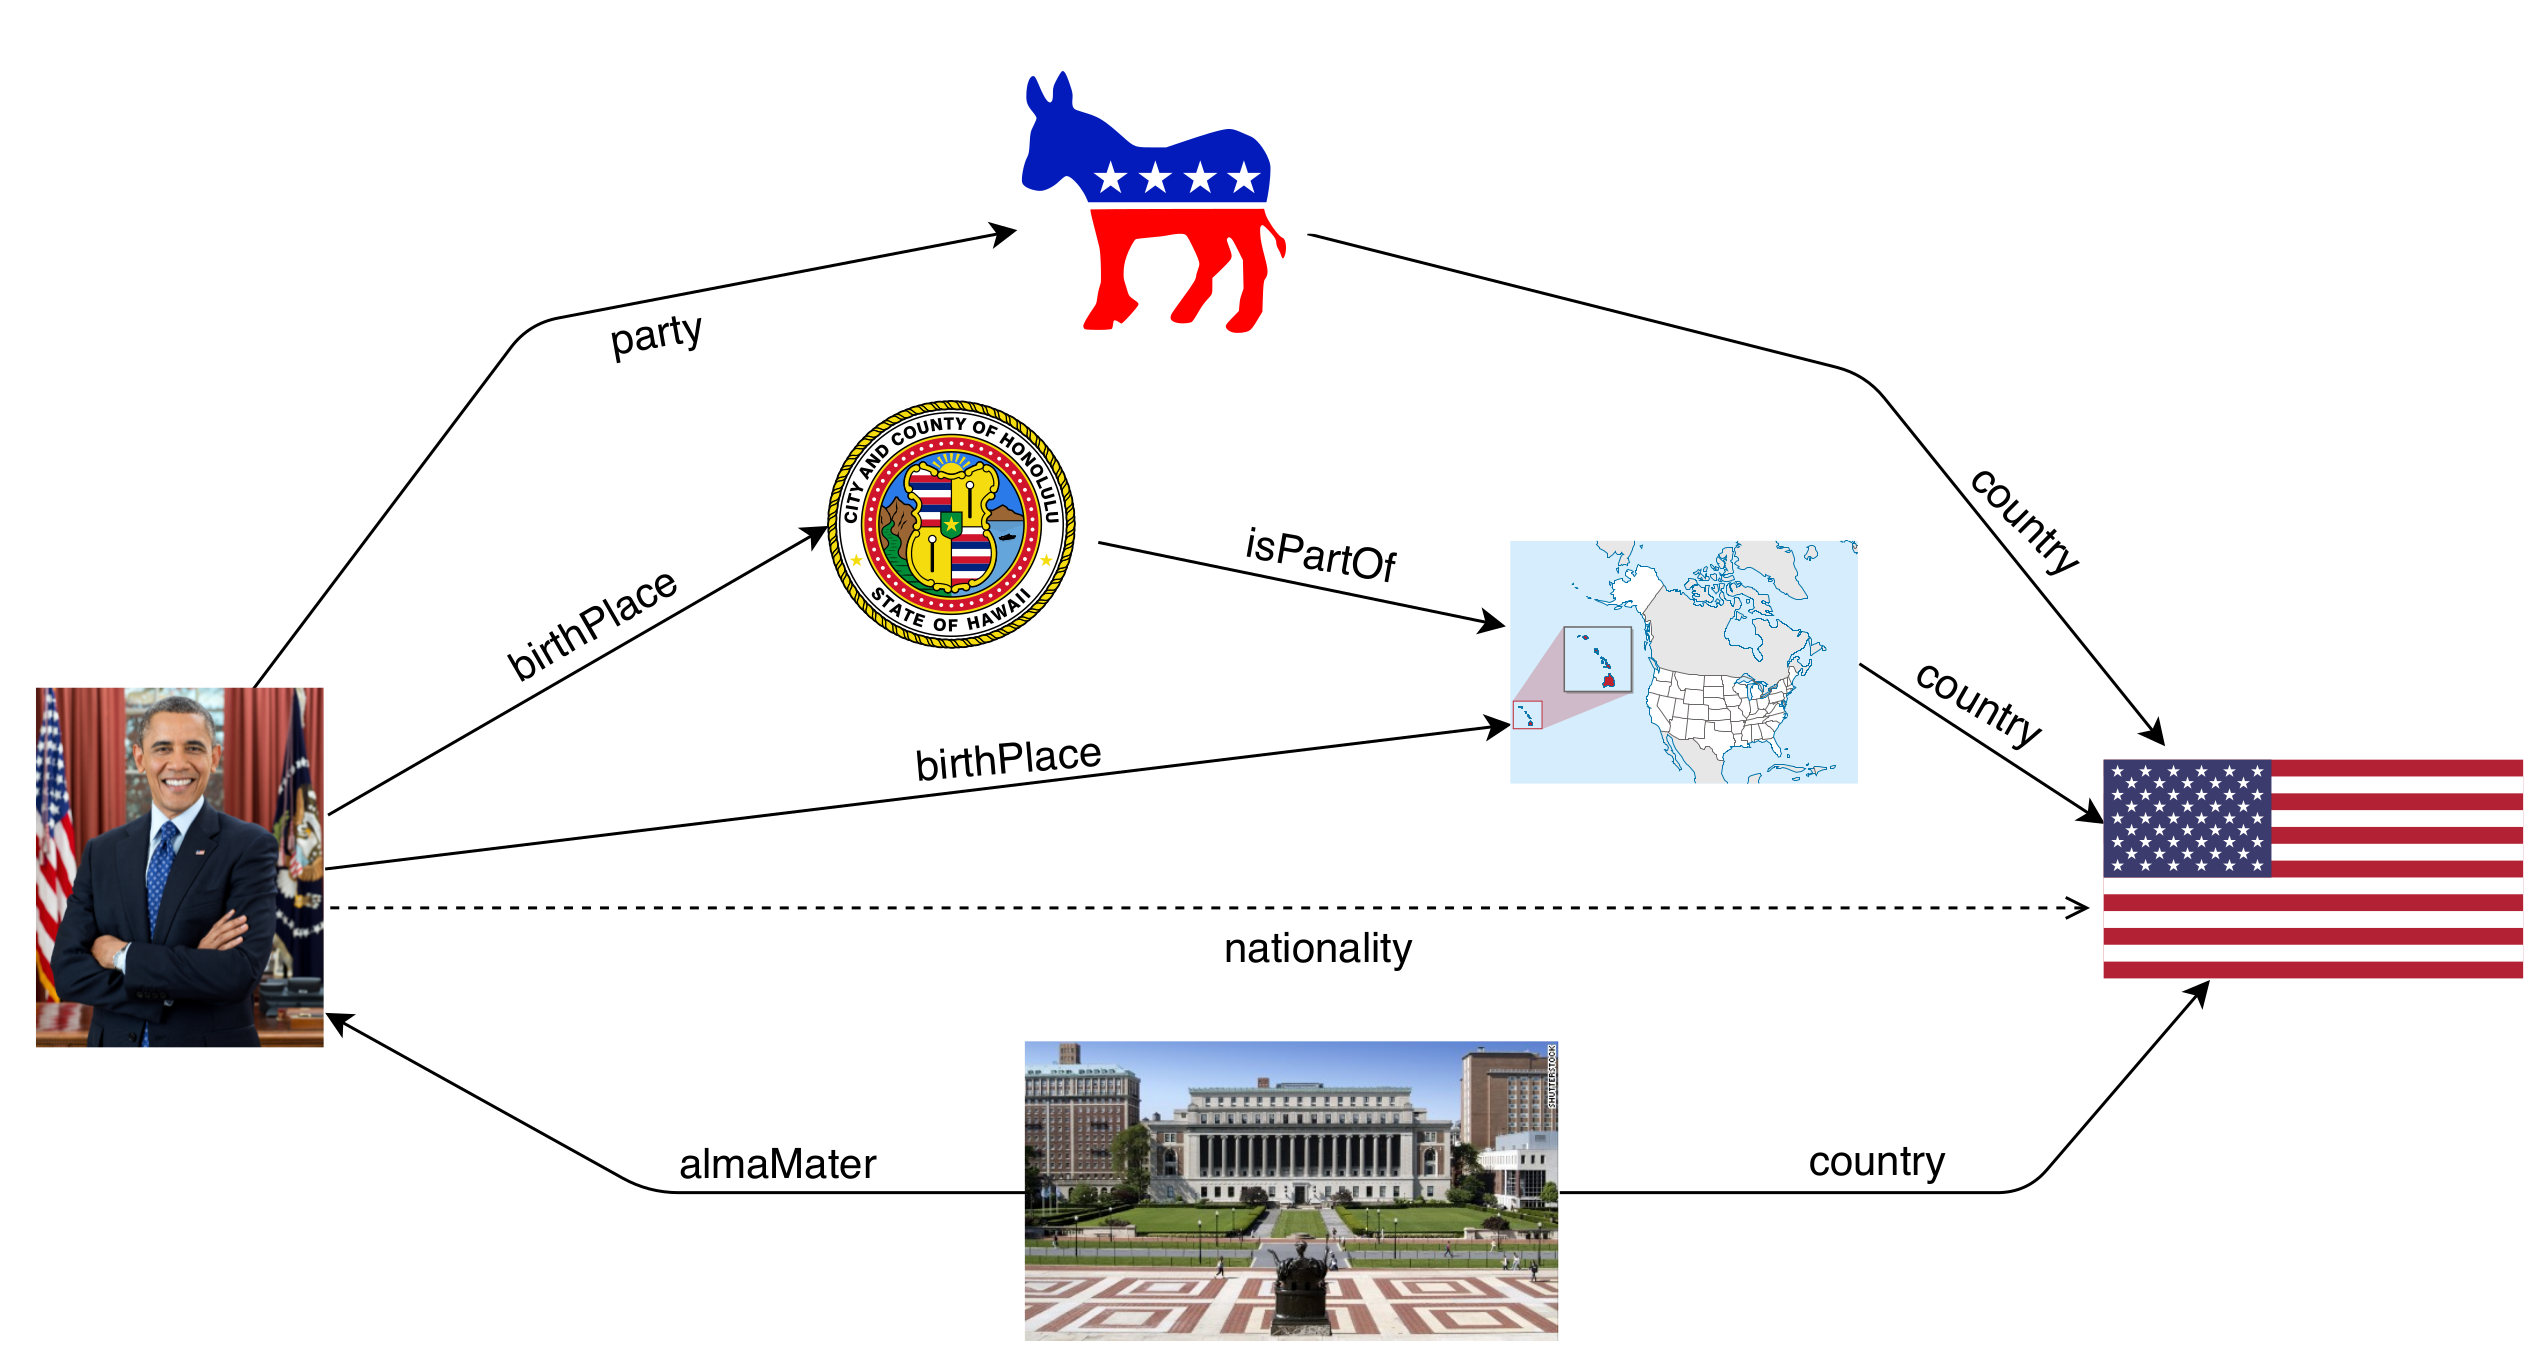 party
country
CITY AND COUNTY OF HONOLULU
STATE OF HAWAII
isPartOf
birthPlace
country
birthPlace
nationality
almaMater
country
SHUTTERSTOCK